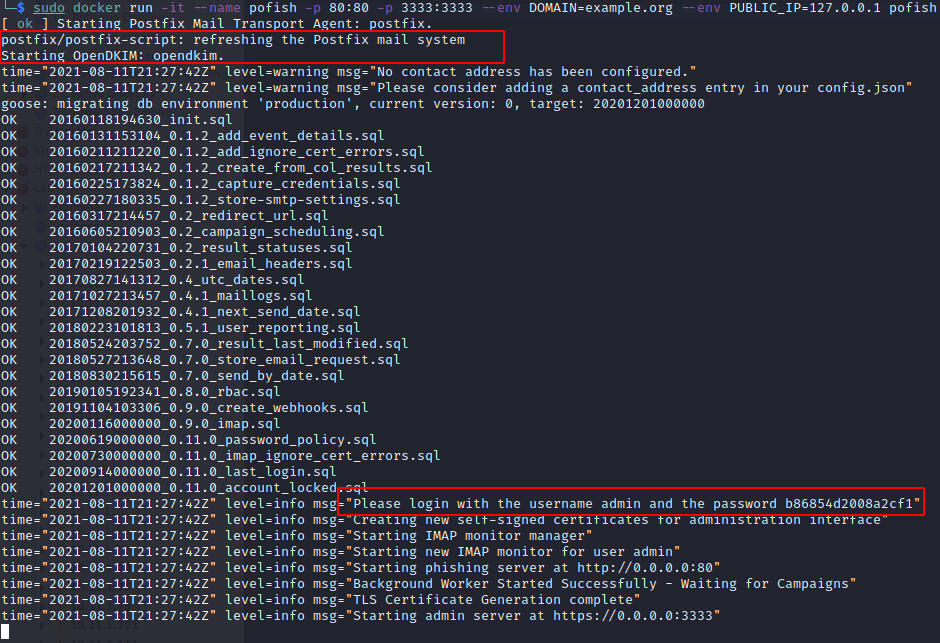 └─$ sudo docker run -it --name pofish -p 80:80 -p 3333:3333 --env DOMAIN=example.org --env PUBLIC_IP=127.0.0.1 pofish
[ ok ] Starting Postfix Mail Transport Agent: postfix.
postfix/postfix-script: refreshing the Postfix mail system
Starting OpenDKIM: opendkim.
time="2021-08-11T21:27:42Z" level=warning msg="No contact address has been configured."
time="2021-08-11T21:27:42Z" level=warning msg="Please consider adding a contact_address entry in your config.json"
goose: migrating db environment 'production', current version: 0, target: 20201201000000
OK    20160118194630_init.sql
OK    20160131153104_0.1.2_add_event_details.sql
OK    20160211211220_0.1.2_add_ignore_cert_errors.sql
OK    20160217211342_0.1.2_create_from_col_results.sql
OK    20160225173824_0.1.2_capture_credentials.sql
OK    20160227180335_0.1.2_store-smtp-settings.sql
OK    20160317214457_0.2_redirect_url.sql
OK    20160605210903_0.2_campaign_scheduling.sql
OK    20170104220731_0.2_result_statuses.sql
OK    20170219122503_0.2.1_email_headers.sql
OK    20170827141312_0.4_utc_dates.sql
OK    20171027213457_0.4.1_maillogs.sql
OK    20171208201932_0.4.1_next_send_date.sql
OK    20180223101813_0.5.1_user_reporting.sql
OK    20180524203752_0.7.0_result_last_modified.sql
OK    20180527213648_0.7.0_store_email_request.sql
OK    20180830215615_0.7.0_send_by_date.sql
OK    20190105192341_0.8.0_rbac.sql
OK    20191104103306_0.9.0_create_webhooks.sql
OK    20200116000000_0.9.0_imap.sql
OK    20200619000000_0.11.0_password_policy.sql
OK    20200730000000_0.11.0_imap_ignore_cert_errors.sql
OK    20200914000000_0.11.0_last_login.sql
OK    20201201000000_0.11.0_account_locked.sql
time="2021-08-11T21:27:42Z" level=info msg="Please login with the username admin and the password b86854d2008a2cf1"
time="2021-08-11T21:27:42Z" level=info msg="Creating new self-signed certificates for administration interface"
time="2021-08-11T21:27:42Z" level=info msg="Starting IMAP monitor manager"
time="2021-08-11T21:27:42Z" level=info msg="Starting new IMAP monitor for user admin"
time="2021-08-11T21:27:42Z" level=info msg="Starting phishing server at http://0.0.0.0:80"
time="2021-08-11T21:27:42Z" level=info msg="Background Worker Started Successfully - Waiting for Campaigns"
time="2021-08-11T21:27:42Z" level=info msg="TLS Certificate Generation complete"
time="2021-08-11T21:27:42Z" level=info msg="Starting admin server at https://0.0.0.0:3333"